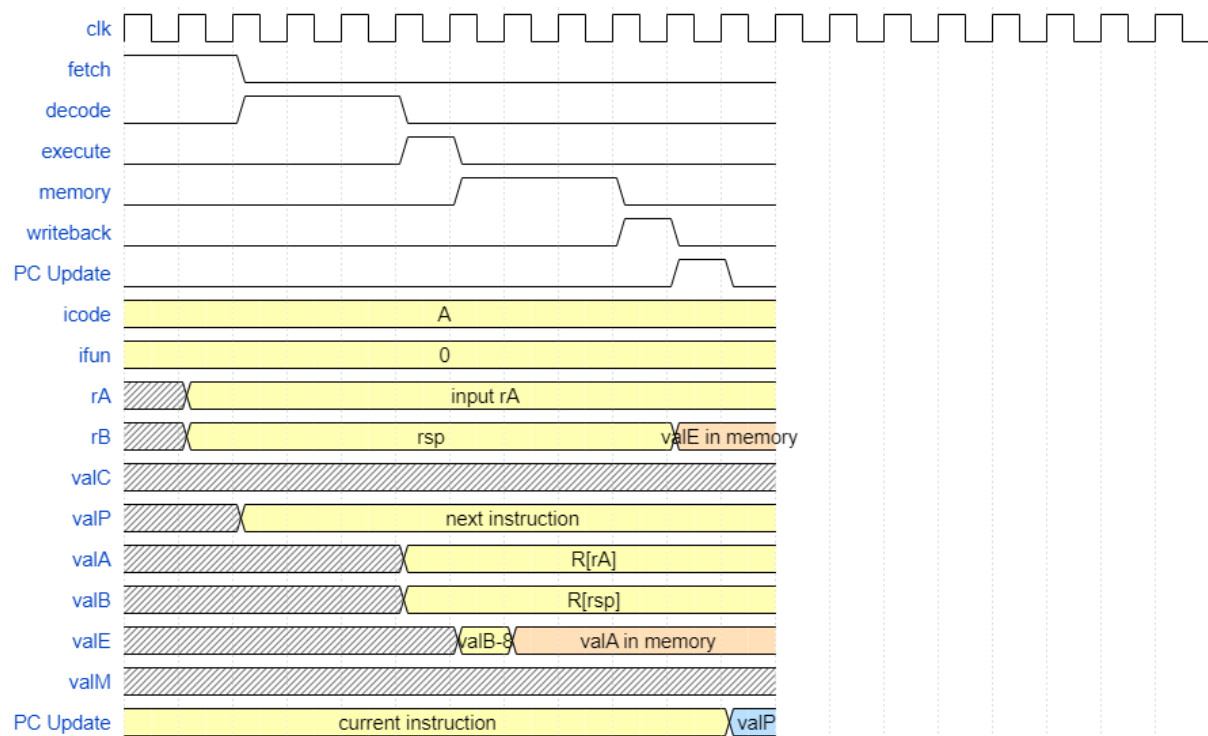 clk
fetch
decode
execute
memory
writeback
PC Update
icode A
ifun 0
rA input rA
rB rsp valE in memory
valC
valP next instruction
valA R[rA]
valB R[rsp]
valE valB-8 valA in memory
valM
PC Update current instruction valP